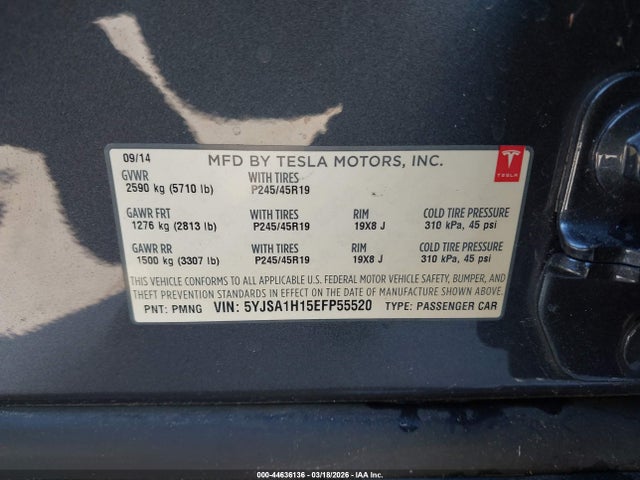 09/14 MFD BY TESLA MOTORS, INC.
TESLA
GVWR WITH TIRES
2590 kg (5710 lb) P245/45R19
GAWR FRT WITH TIRES RIM COLD TIRE PRESSURE
1276 kg (2813 lb) P245/45R19 19X8 J 310 kPa, 45 psi
GAWR RR WITH TIRES RIM COLD TIRE PRESSURE
1500 kg (3307 lb) P245/45R19 19X8 J 310 kPa, 45 psi
THIS VEHICLE CONFORMS TO ALL APPLICABLE U.S. FEDERAL MOTOR VEHICLE SAFETY, BUMPER, AND
THEFT PREVENTION STANDARDS IN EFFECT ON THE DATE OF MANUFACTURE SHOWN ABOVE.
PNT: PMNG VIN: 5YJSA1H15EFP55520 TYPE: PASSENGER CAR
000-44636136 - 03/18/2026 - IAA Inc.